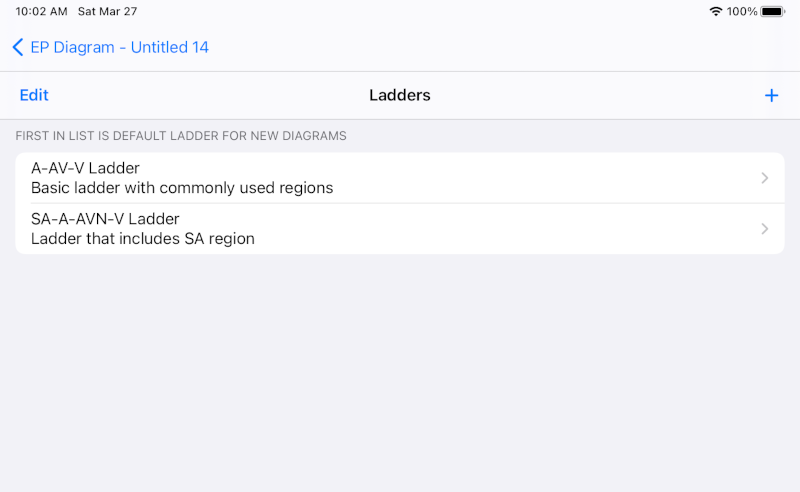 10:02 AM Sat Mar 27 100%
EP Diagram - Untitled 14
Edit Ladders +
FIRST IN LIST IS DEFAULT LADDER FOR NEW DIAGRAMS
A-AV-V Ladder
Basic ladder with commonly used regions
SA-A-AVN-V Ladder
Ladder that includes SA region